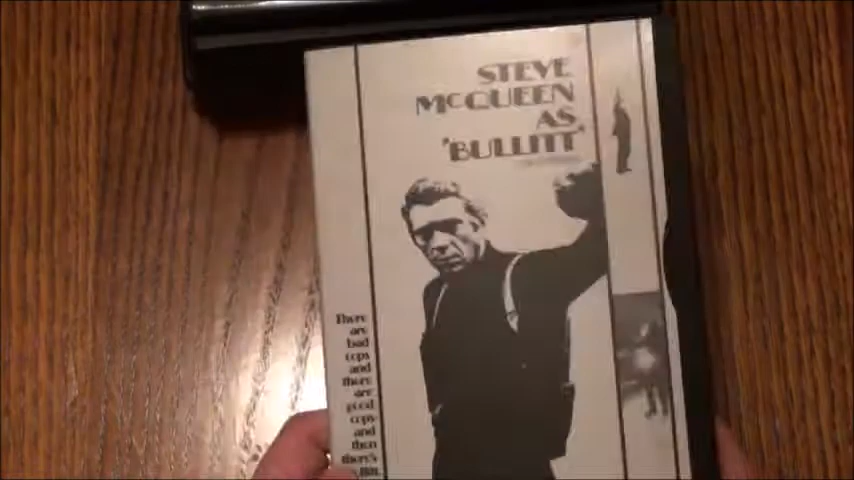 STEVE
McQUEEN
AS
'BULLITT'
There
are
bad
cops
and
there
are
good
cops
and
then
there's